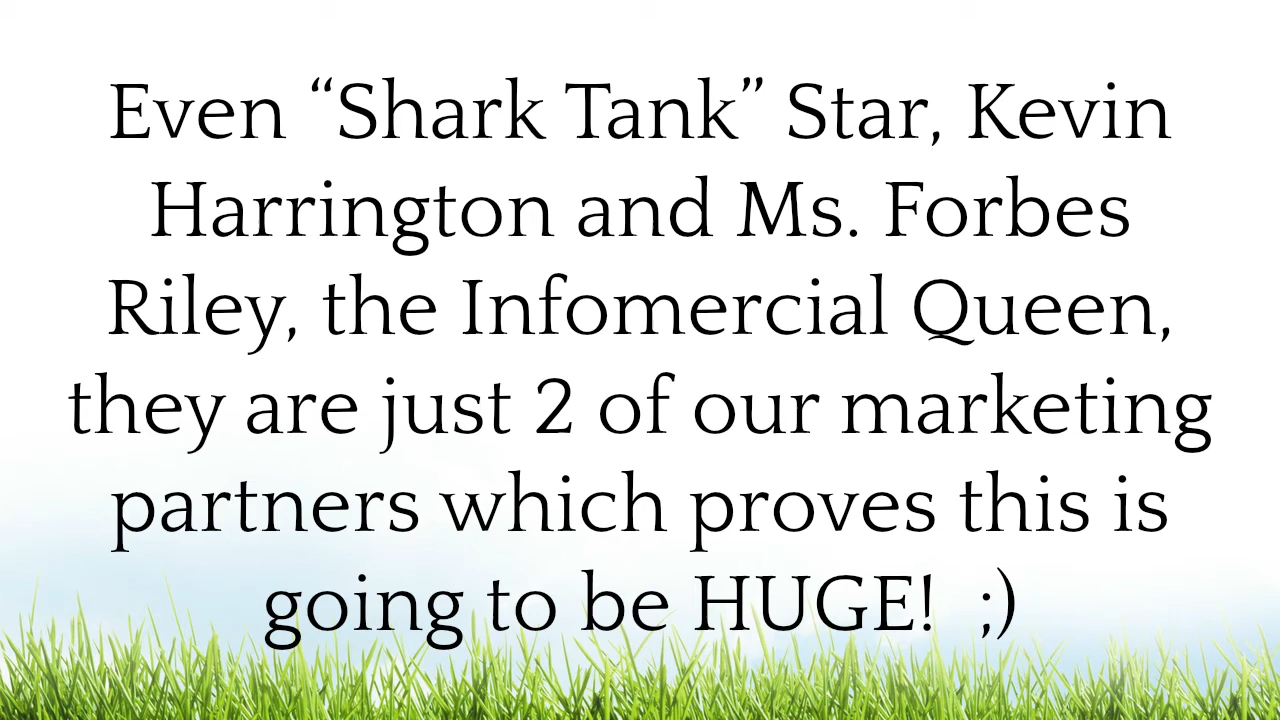 Even “Shark Tank” Star, Kevin
Harrington and Ms. Forbes
Riley, the Infomercial Queen,
they are just 2 of our marketing
partners which proves this is
going to be HUGE!  ;)